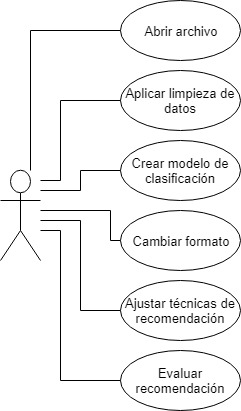 Abrir archivo
Aplicar limpieza de
datos
Crear modelo de
clasificación
Cambiar formato
Ajustar técnicas de
recomendación
Evaluar
recomendación